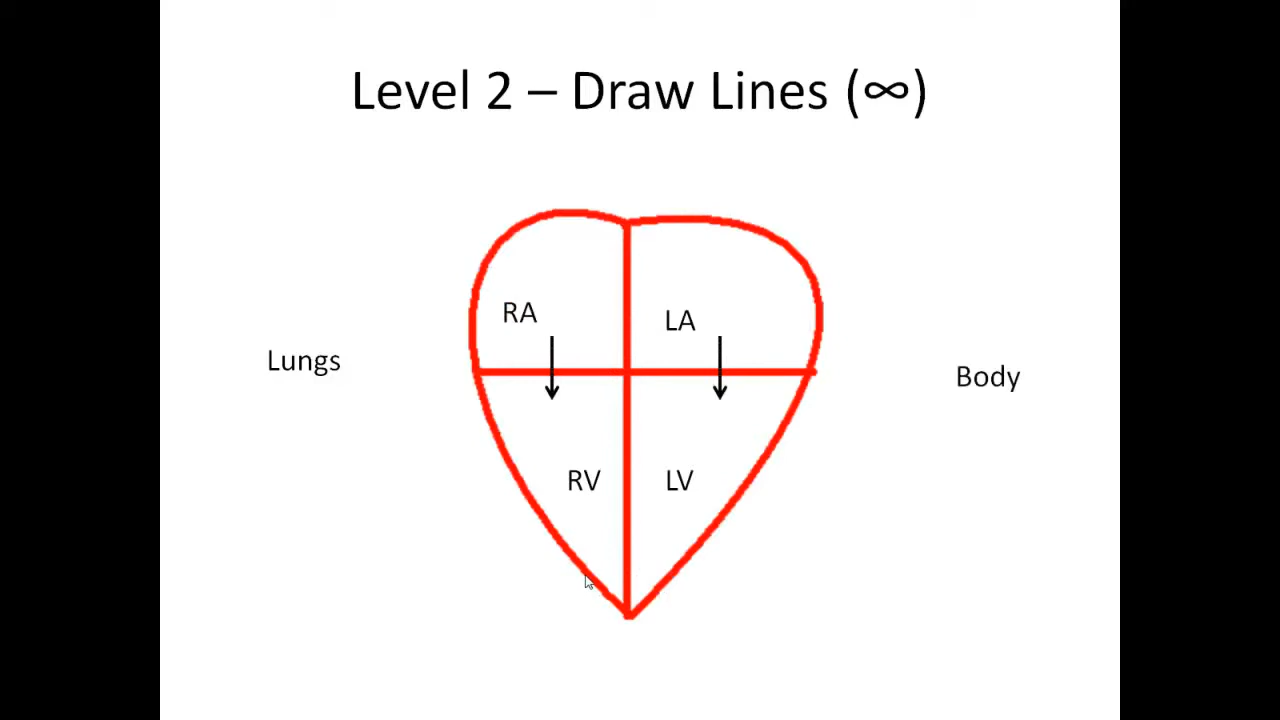 Level 2 – Draw Lines (∞)
RA
LA
Lungs
Body
RV
LV